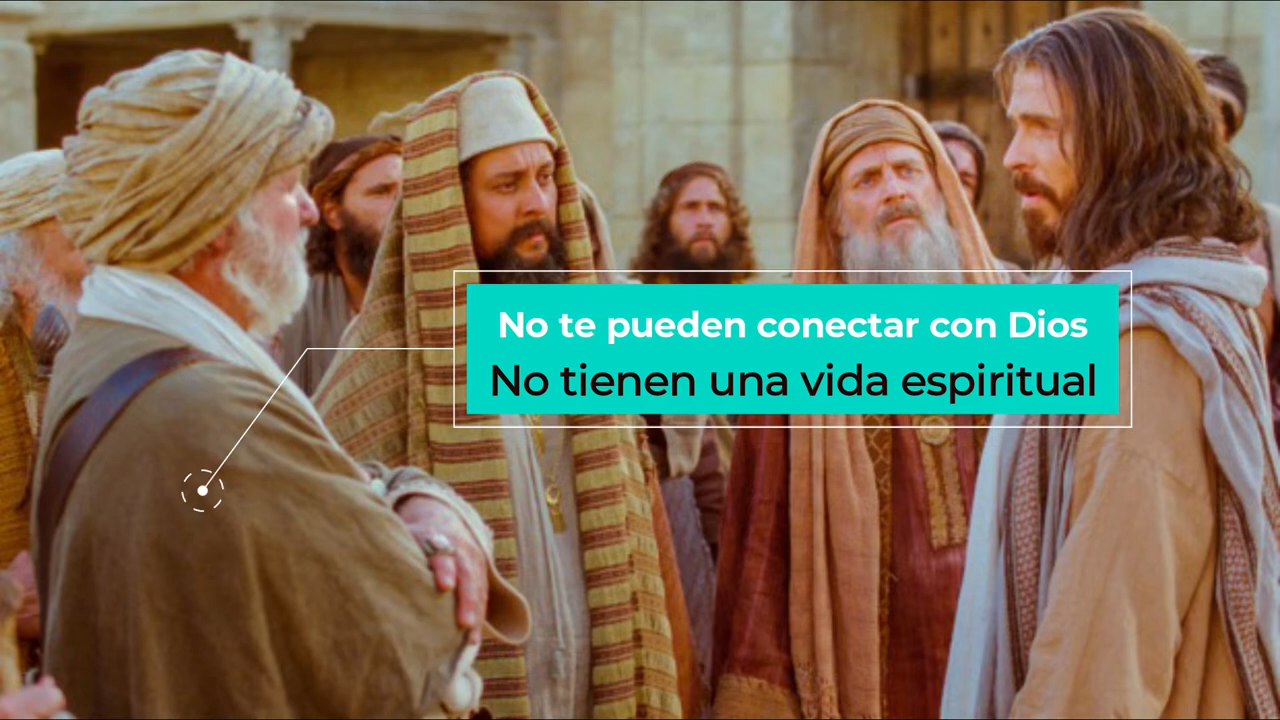 No te pueden conectar con Dios
No tienen una vida espiritual